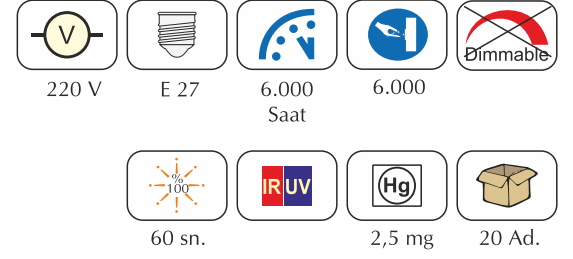 V
Dimmable
220 V
E 27
6.000
Saat
6.000
%
100
IR UV
Hg
60 sn.
2,5 mg
20 Ad.